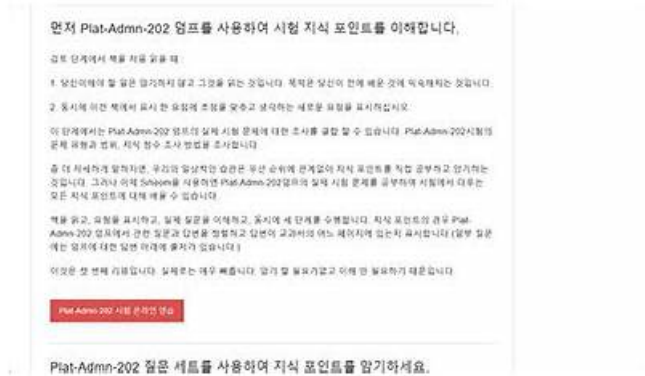 먼저 Plat-Admn-202 덤프를 사용하여 시험 지식 포인트를 이해합니다.
검토 단계에서 책을 처음 읽을 때 :
1. 당신이해야 할 일은 암기하지 않고 그것을 읽는 것입니다. 목적은 당신이 전에 배운 것에 익숙해지는 것입니다.
2. 동시에 이전 책에서 표시 한 요점에 초점을 맞추고 생각하는 새로운 요점을 표시하십시오.
이 단계에서는 Plat-Admn-202 덤프의 실제 시험 문제에 대한 조사를 결합 할 수 있습니다. Plat-Admn-202시험의
문제 유형과 범위, 지식 점수 조사 방법을 조사합니다.
좀 더 자세하게 말하자면, 우리의 일상적인 습관은 우선 순위에 관계없이 지식 포인트를 직접 공부하고 암기하는
것입니다. 그러나 이제 을 사용하면 Plat-Admn-202덤프의 실제 시험 문제를 공부하여 시험에서 다루는
모든 지식 포인트에 대해 배울 수 있습니다.
책을 읽고, 요점을 표시하고, 실제 질문을 이해하고, 동시에 세 단계를 수행합니다. 지식 포인트의 경우 Plat-
Admn-202 덤프에서 관련 질문과 답변을 정렬하고 답변이 교과서의 어느 페이지에 있는지 표시합니다 (일부 질문
에는 덤프에 대한 답변 아래에 출처가 있습니다.)
이것은 첫 번째 리뷰입니다. 실제로는 매우 빠릅니다. 암기 할 필요가없고 이해 만 필요하기 때문입니다.
Plat-Admn-202 시험 온라인 연습
Plat-Admn-202 질문 세트를 사용하여 지식 포인트를 암기하세요.